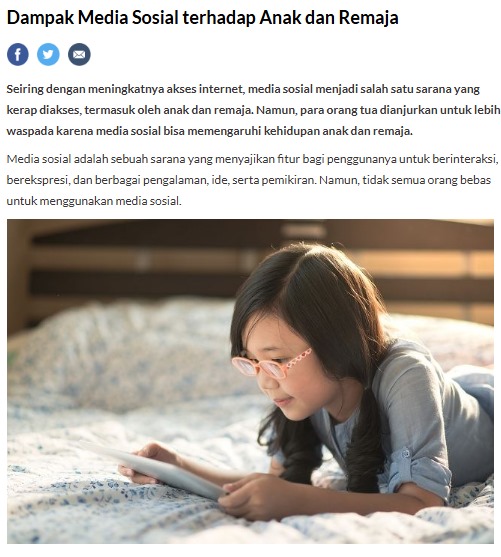 Dampak Media Sosial terhadap Anak dan Remaja
Seiring dengan meningkatnya akses internet, media sosial menjadi salah satu sarana yang
kerap diakses, termasuk oleh anak dan remaja. Namun, para orang tua dianjurkan untuk lebih
waspada karena media sosial bisa memengaruhi kehidupan anak dan remaja.
Media sosial adalah sebuah sarana yang menyajikan fitur bagi penggunanya untuk berinteraksi,
berekspresi, dan berbagai pengalaman, ide, serta pemikiran. Namun, tidak semua orang bebas
untuk menggunakan media sosial.